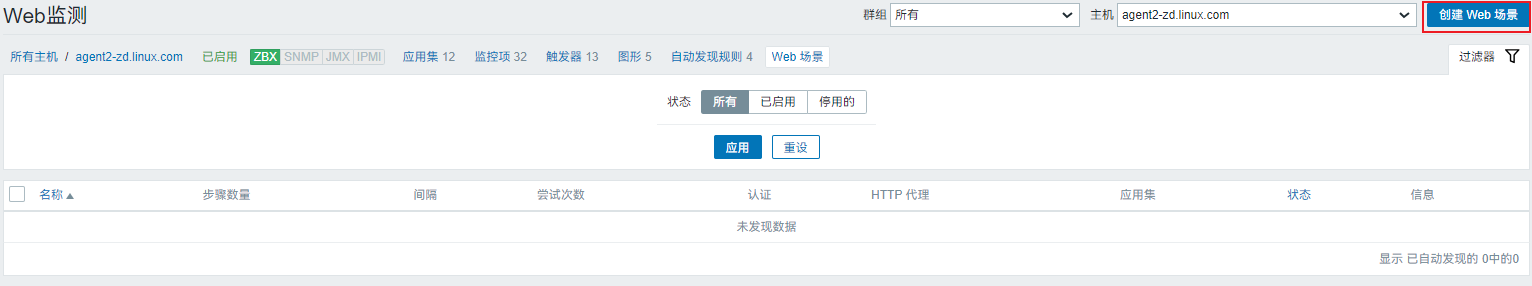 Web监测 群组 所有 主机 agent2-zd.linux.com 创建 Web 场景
所有主机 / agent2-zd.linux.com 已启用 ZBX SNMP JMX IPMI 应用集 12 监控项 32 触发器 13 图形 5 自动发现规则 4 Web 场景 过滤器
状态 所有 已启用 停用的
应用 重设
名称 步骤数量 间隔 尝试次数 认证 HTTP 代理 应用集 状态 信息
未发现数据
显示 已自动发现的 0中的0